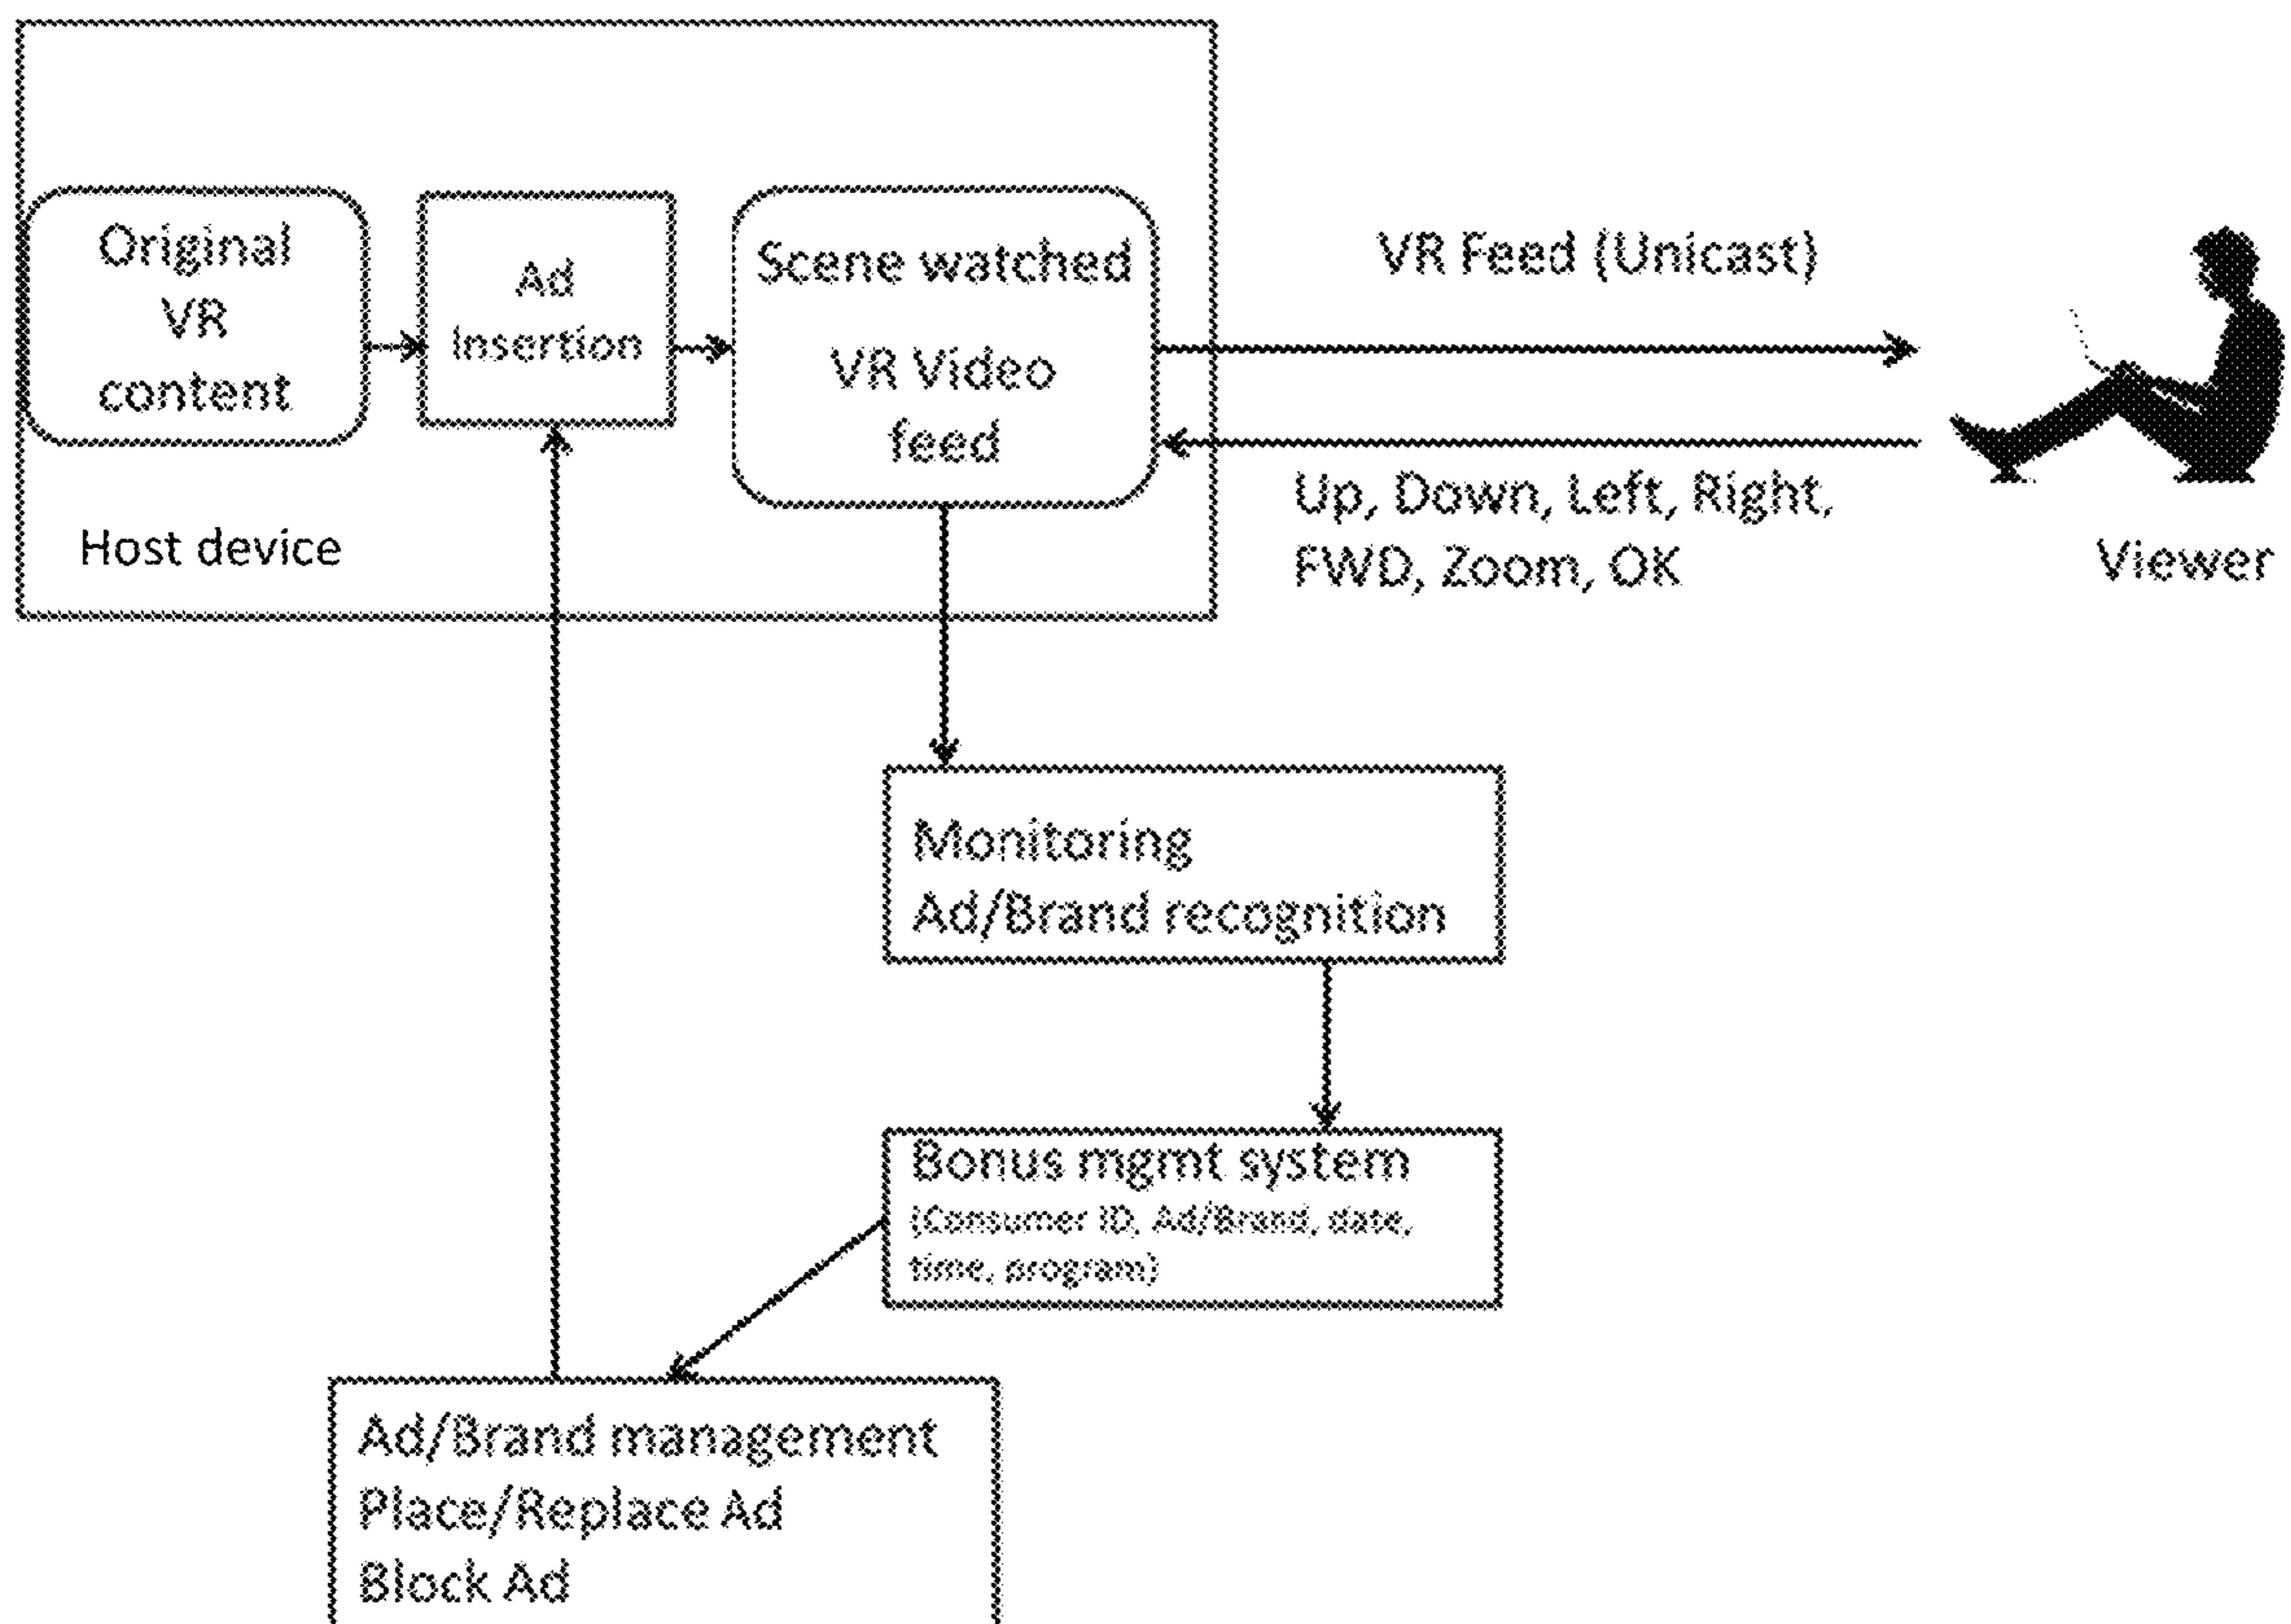 Original
VR
content
Ad
Insertion
Scene watched
VR Video
feed
Host device
VR Feed (Unicast)
Up, Down, Left, Right,
FWD, Zoom, OK
Viewer
Monitoring
Ad/Brand recognition
Bonus mgmt system
(Consumer ID, Ad/Brand, date,
time, program)
Ad/Brand management
Place/Replace Ad
Block Ad